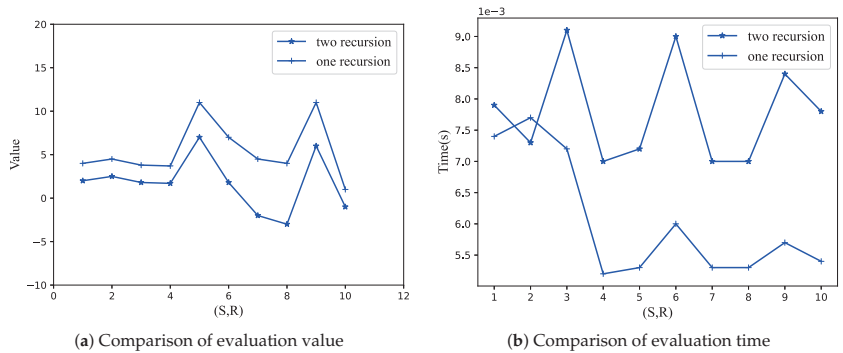 20
15
10
5
0
−5
−10
Value
two recursion
one recursion
0
2
4
6
8
10
12
(S,R)
(a) Comparison of evaluation value
1e−3
9.0
8.5
8.0
7.5
7.0
6.5
6.0
5.5
Time(s)
two recursion
one recursion
1
2
3
4
5
6
7
8
9
10
(S,R)
(b) Comparison of evaluation time